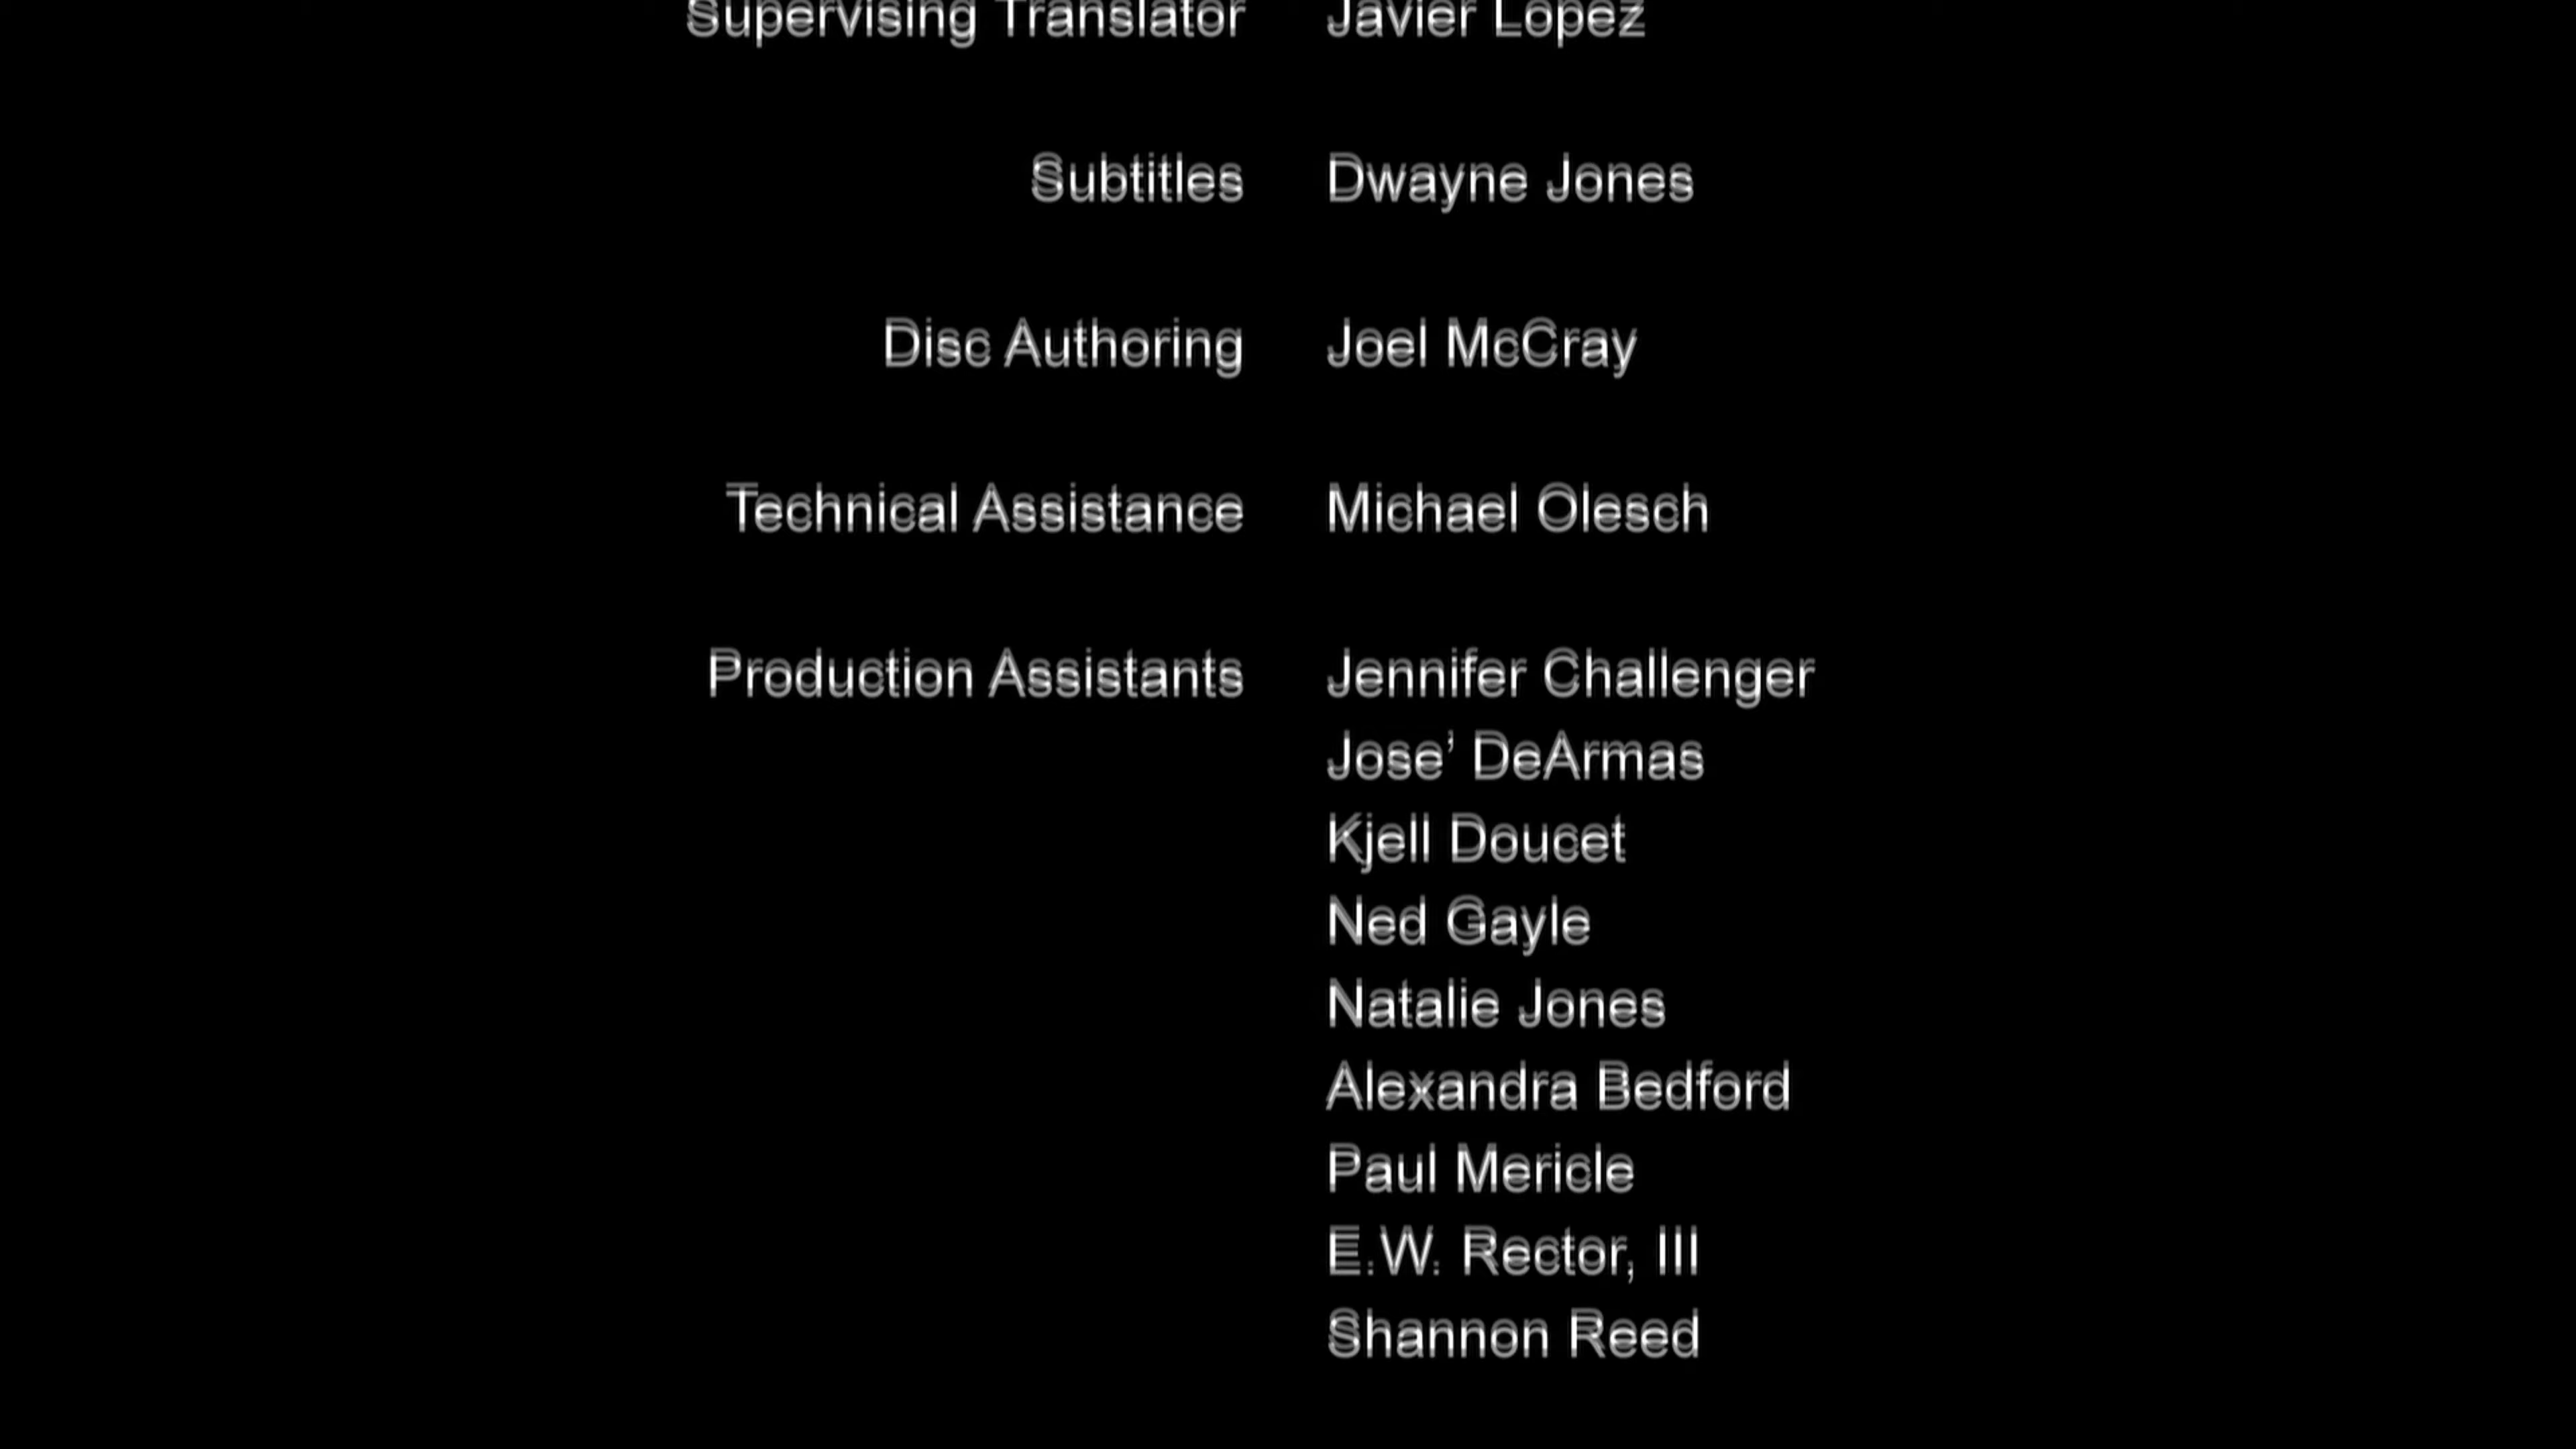 Supervising Translator Javier Lopez
Subtitles Dwayne Jones
Disc Authoring Joel McCray
Technical Assistance Michael Olesch
Production Assistants Jennifer Challenger
Jose’ DeArmas
Kjell Doucet
Ned Gayle
Natalie Jones
Alexandra Bedford
Paul Mericle
E.W. Rector, III
Shannon Reed